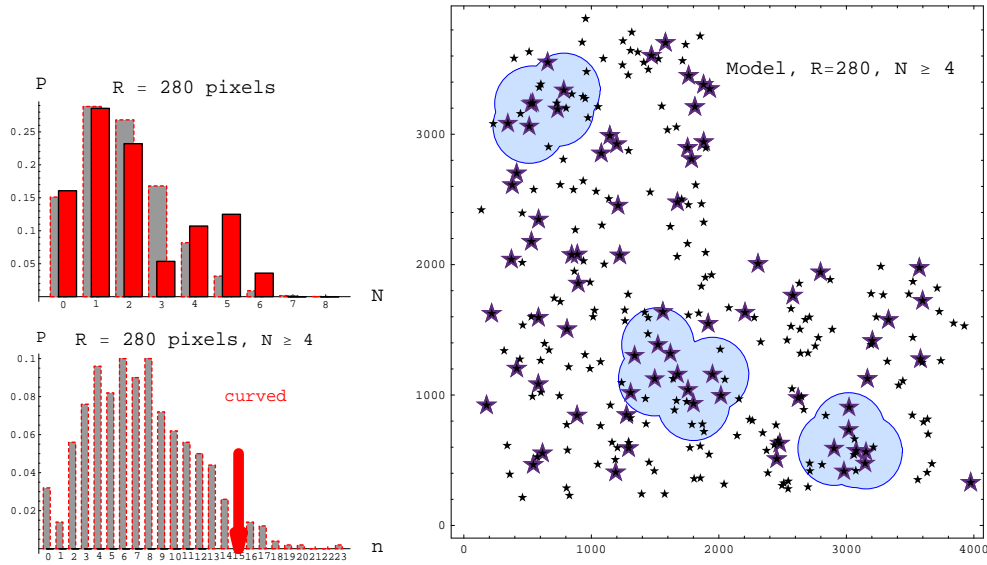 P
R = 280 pixels
0.25
0.2
0.15
0.1
0.05
0 1 2 3 4 5 6 7 8
N
P
R = 280 pixels, N ≥ 4
0.1
0.08
0.06
0.04
0.02
curved
0 1 2 3 4 5 6 7 8 9 10 11 12 13 14 15 16 17 18 19 20 21 22 23
n
Model, R=280, N ≥ 4
3000
2000
1000
0
0 1000 2000 3000 4000